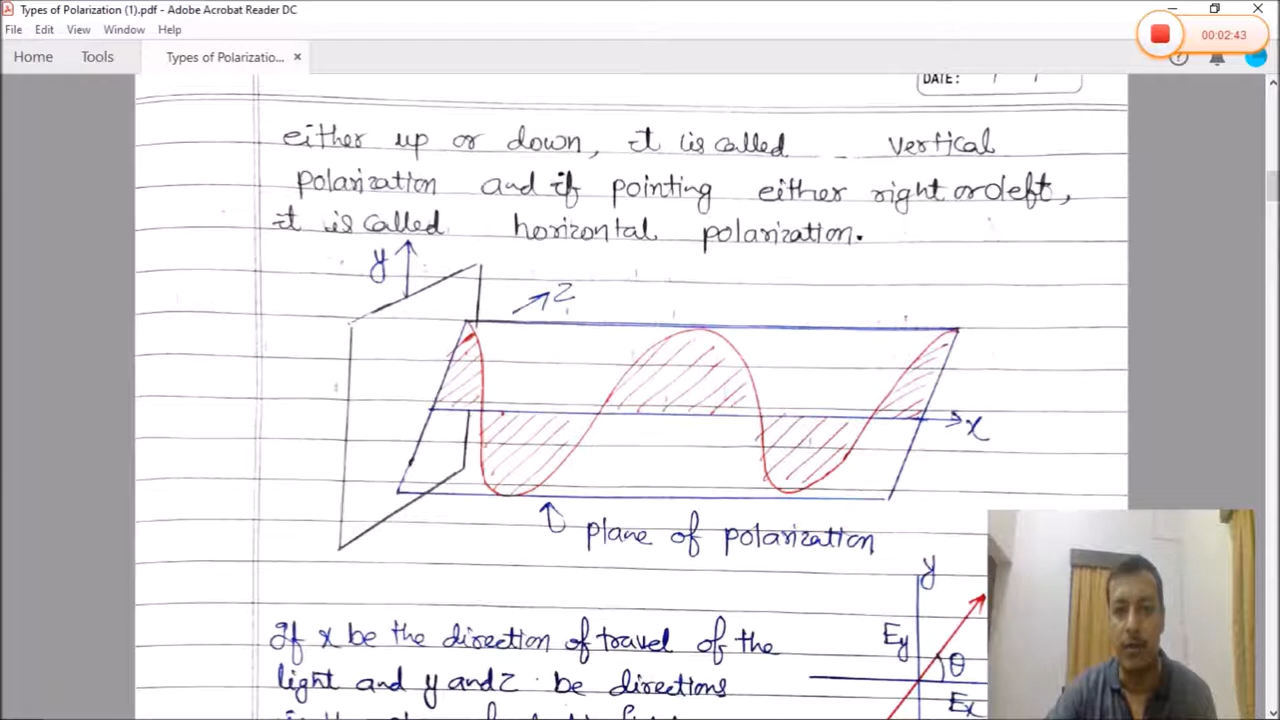 Types of Polarization (1).pdf - Adobe Acrobat Reader DC
File Edit View Window Help
00:02:43
Home Tools Types of Polarizatio... ×
DATE: / /
either up or down, it is called vertical
polarization and if pointing either right or left,
it is called horizontal polarization.
y
z
x
plane of polarization
y
Ey
θ
Ex
If x be the direction of travel of the
light and y and z be directions